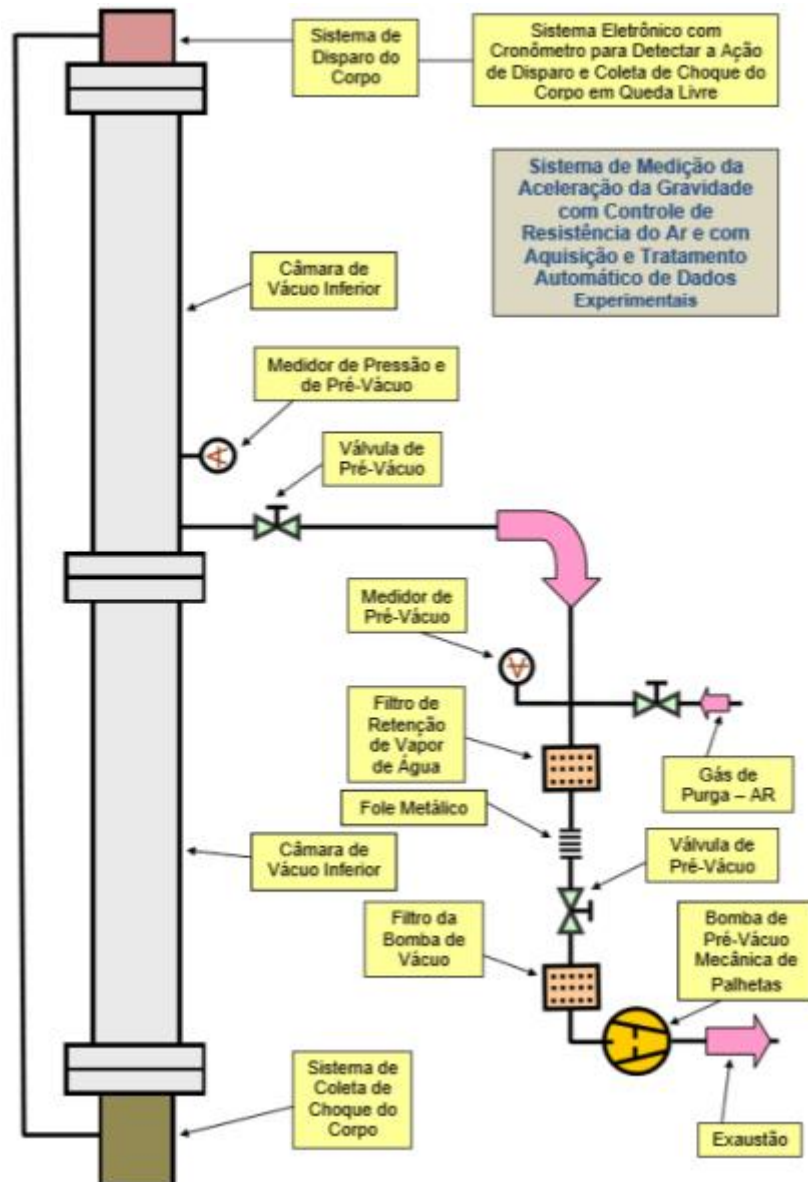 Sistema de
Disparo do
Corpo
Sistema Eletrônico com
Cronômetro para Detectar a Ação
de Disparo e Coleta de Choque do
Corpo em Queda Livre
Sistema de Medição da
Aceleração da Gravidade
com Controle de
Resistência do Ar e com
Aquisição e Tratamento
Automático de Dados
Experimentais
Câmara de
Vácuo Inferior
Medidor de Pressão e
de Pré-Vácuo
Válvula de
Pré-Vácuo
Medidor de
Pré-Vácuo
Filtro de
Retenção
de Vapor
de Água
Gás de
Purga – AR
Fole Metálico
Válvula de
Pré-Vácuo
Câmara de
Vácuo Inferior
Filtro da
Bomba de
Vácuo
Bomba de
Pré-Vácuo
Mecânica de
Palhetas
Sistema de
Coleta de
Choque do
Corpo
Exaustão